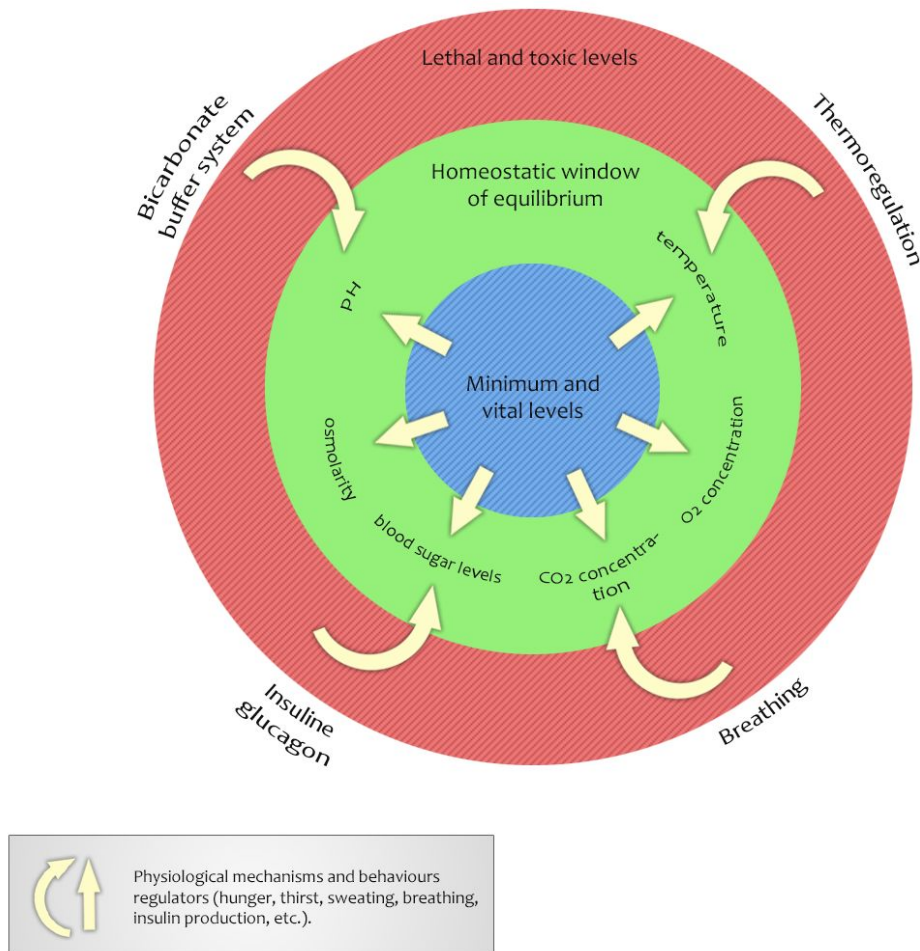 Lethal and toxic levels
Bicarbonate
buffer system
Thermoregulation
Homeostatic window
of equilibrium
pH
temperature
Minimum and
vital levels
osmolarity
O2 concentration
blood sugar levels
CO2 concentra-
tion
Insuline
glucagon
Breathing
Physiological mechanisms and behaviours
regulators (hunger, thirst, sweating, breathing,
insulin production, etc.).